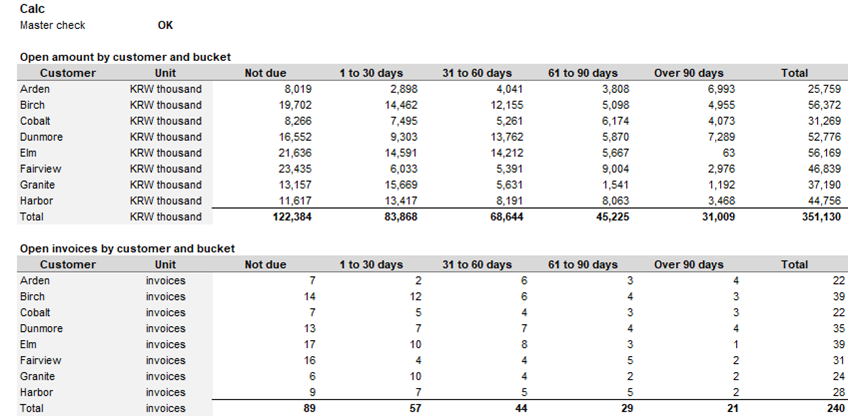 Calc
Master check OK
Open amount by customer and bucket
Customer Unit Not due 1 to 30 days 31 to 60 days 61 to 90 days Over 90 days Total
Arden KRW thousand 8,019 2,898 4,041 3,808 6,993 25,759
Birch KRW thousand 19,702 14,462 12,155 5,098 4,955 56,372
Cobalt KRW thousand 8,266 7,495 5,261 6,174 4,073 31,269
Dunmore KRW thousand 16,552 9,303 13,762 5,870 7,289 52,776
Elm KRW thousand 21,636 14,591 14,212 5,667 63 56,169
Fairview KRW thousand 23,435 6,033 5,391 9,004 2,976 46,839
Granite KRW thousand 13,157 15,669 5,631 1,541 1,192 37,190
Harbor KRW thousand 11,617 13,417 8,191 8,063 3,468 44,756
Total KRW thousand 122,384 83,868 68,644 45,225 31,009 351,130
Open invoices by customer and bucket
Customer Unit Not due 1 to 30 days 31 to 60 days 61 to 90 days Over 90 days Total
Arden invoices 7 2 6 3 4 22
Birch invoices 14 12 6 4 3 39
Cobalt invoices 7 5 4 3 3 22
Dunmore invoices 13 7 7 4 4 35
Elm invoices 17 10 8 3 1 39
Fairview invoices 16 4 4 5 2 31
Granite invoices 6 10 4 2 2 24
Harbor invoices 9 7 5 5 2 28
Total invoices 89 57 44 29 21 240